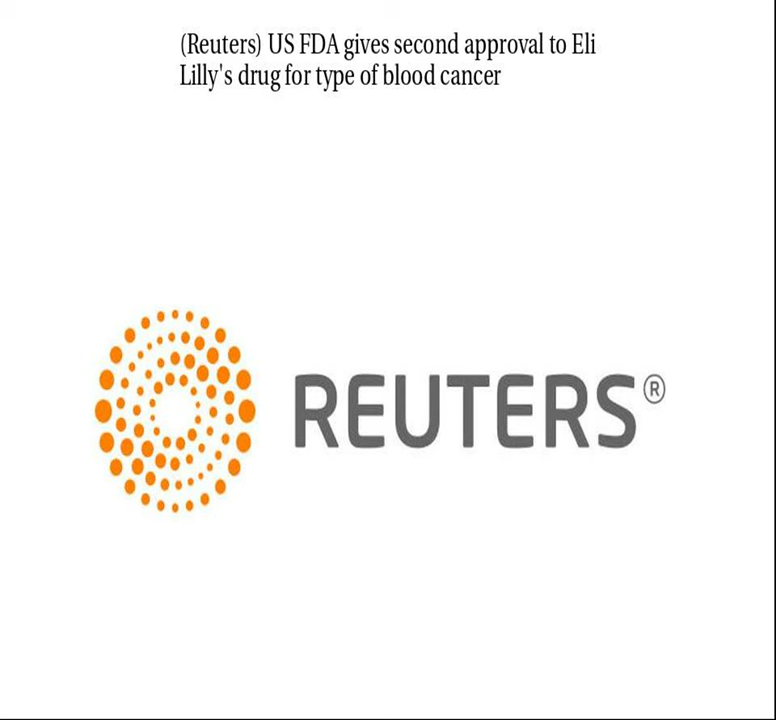 (Reuters) US FDA gives second approval to Eli
Lilly's drug for type of blood cancer
REUTERS®